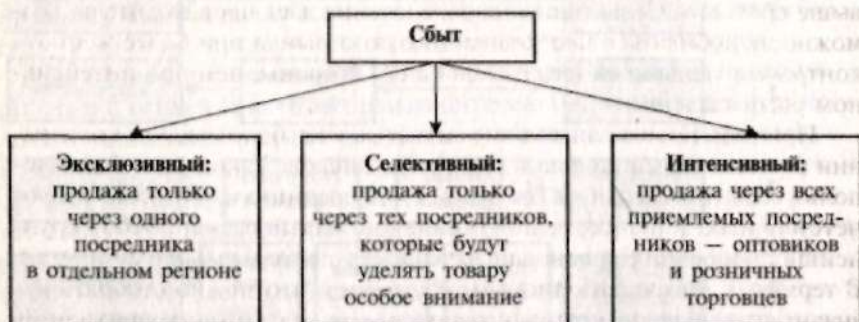 Сбыт
Эксклюзивный:
продажа только
через одного
посредника
в отдельном регионе
Селективный:
продажа только
через тех посредников,
которые будут
уделять товару
особое внимание
Интенсивный:
продажа через всех
приемлемых посред-
ников — оптовиков
и розничных
торговцев